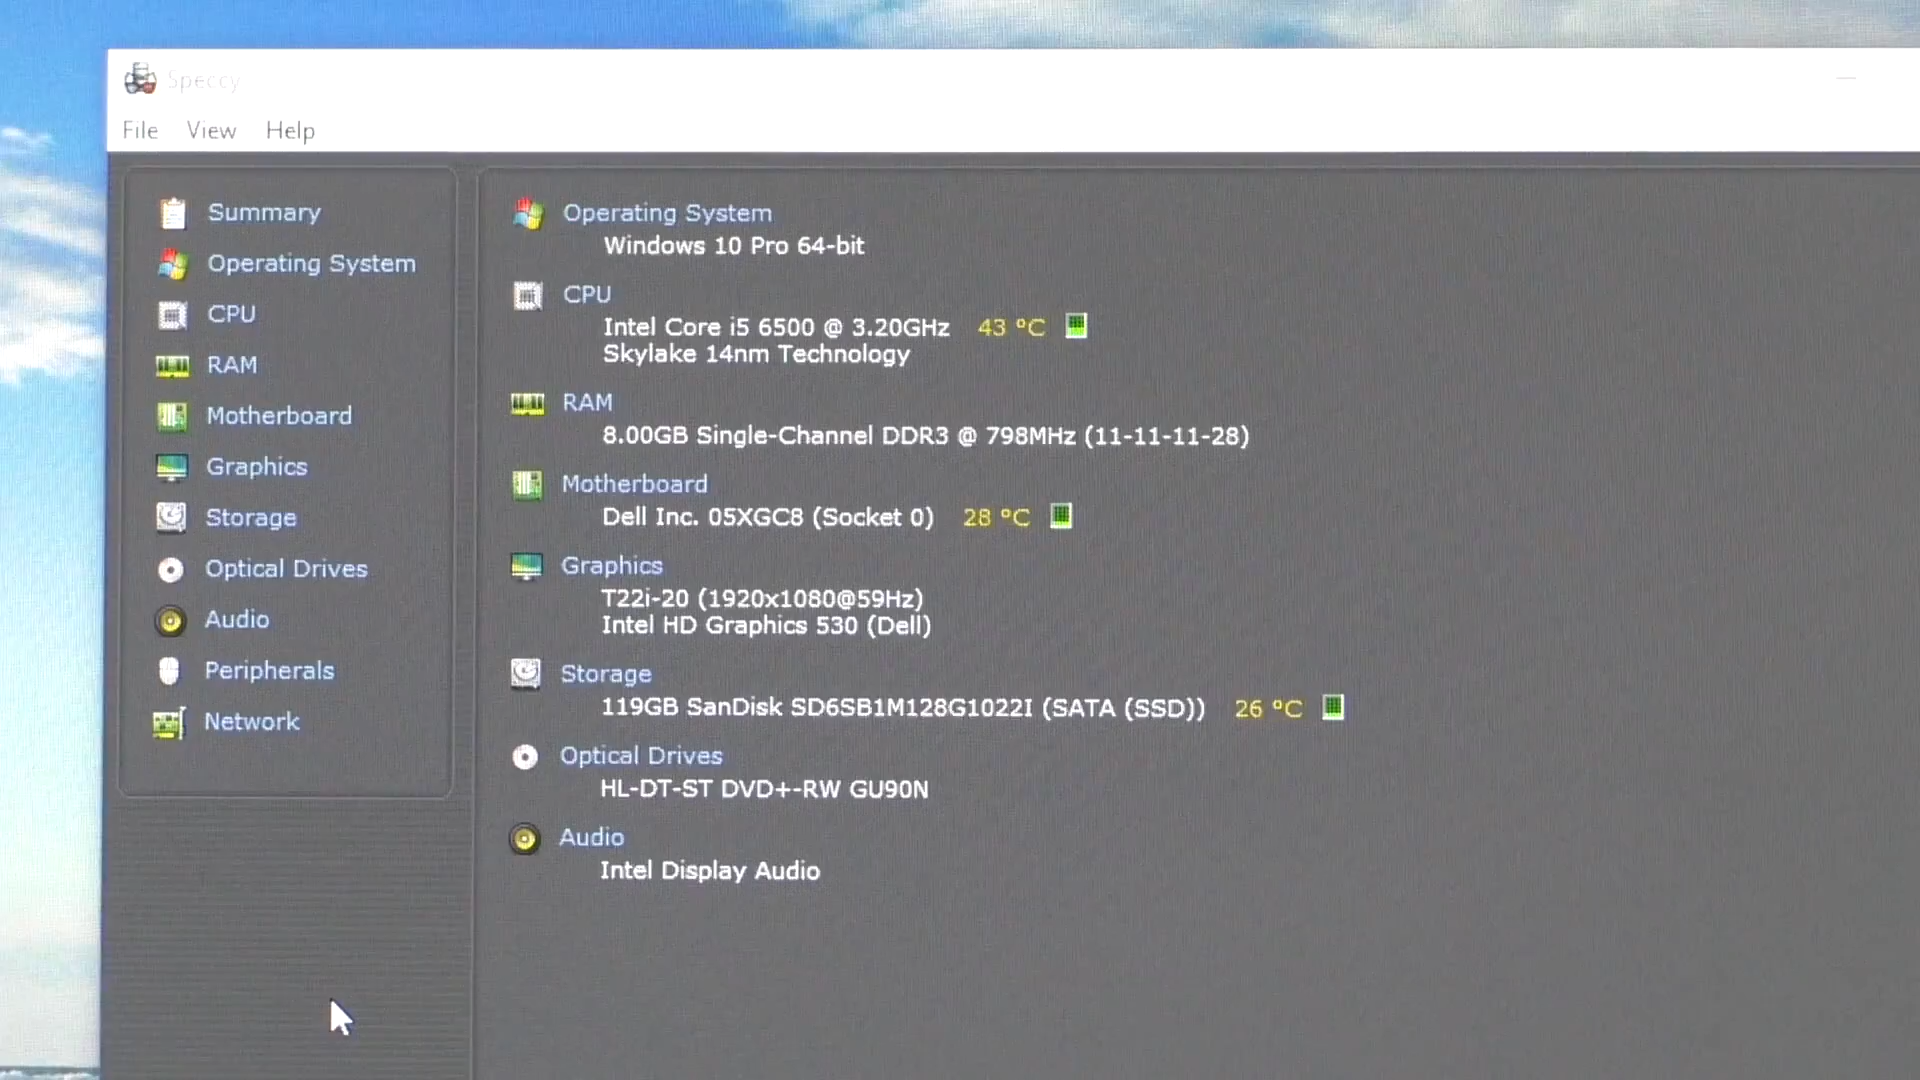 Speccy
File View Help
Summary
Operating System
CPU
RAM
Motherboard
Graphics
Storage
Optical Drives
Audio
Peripherals
Network
Operating System
Windows 10 Pro 64-bit
CPU
Intel Core i5 6500 @ 3.20GHz 43 °C
Skylake 14nm Technology
RAM
8.00GB Single-Channel DDR3 @ 798MHz (11-11-11-28)
Motherboard
Dell Inc. 05XGC8 (Socket 0) 28 °C
Graphics
T22i-20 (1920x1080@59Hz)
Intel HD Graphics 530 (Dell)
Storage
119GB SanDisk SD6SB1M128G1022I (SATA (SSD)) 26 °C
Optical Drives
HL-DT-ST DVD+-RW GU90N
Audio
Intel Display Audio